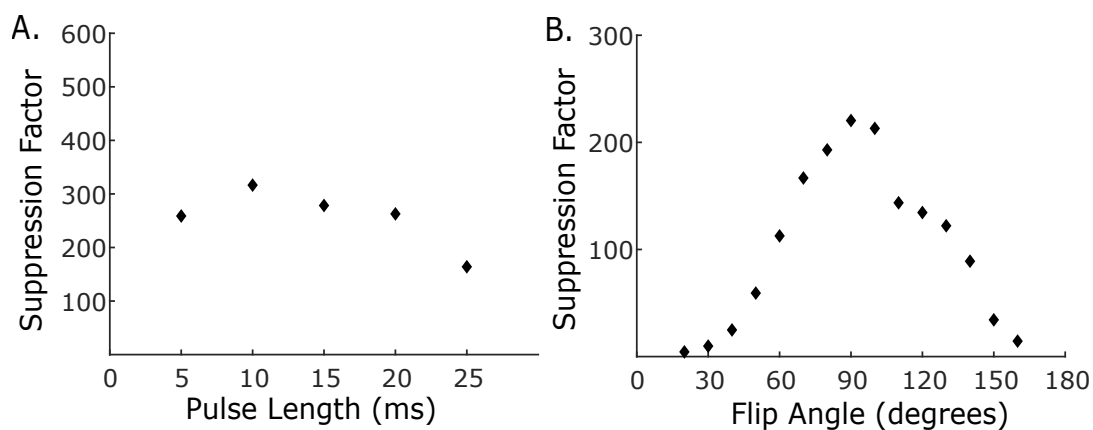 A.
600
500
400
300
200
100
Suppression Factor
0 5 10 15 20 25
Pulse Length (ms)
B.
300
200
100
Suppression Factor
0 30 60 90 120 150 180
Flip Angle (degrees)